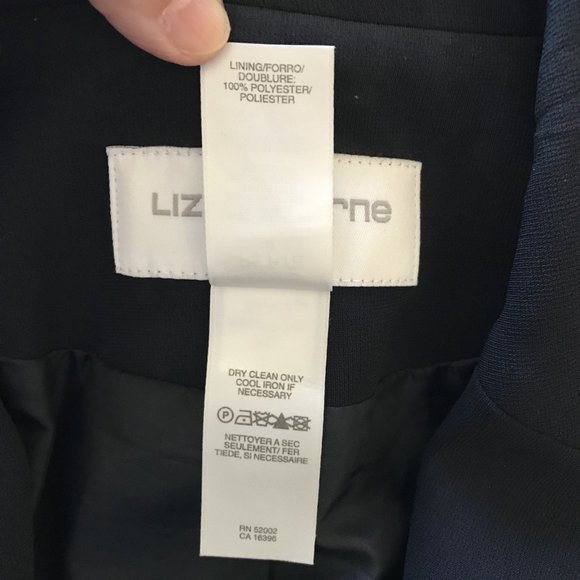 LINING/FORRO/
DOUBLURE:
100% POLYESTER/
POLIESTER
LIZ rne
DRY CLEAN ONLY
COOL IRON IF
NECESSARY
P
NETTOYER A SEC
SEULEMENT/FER
TIEDE, SI NECESSAIRE
RN 52002
CA 16396